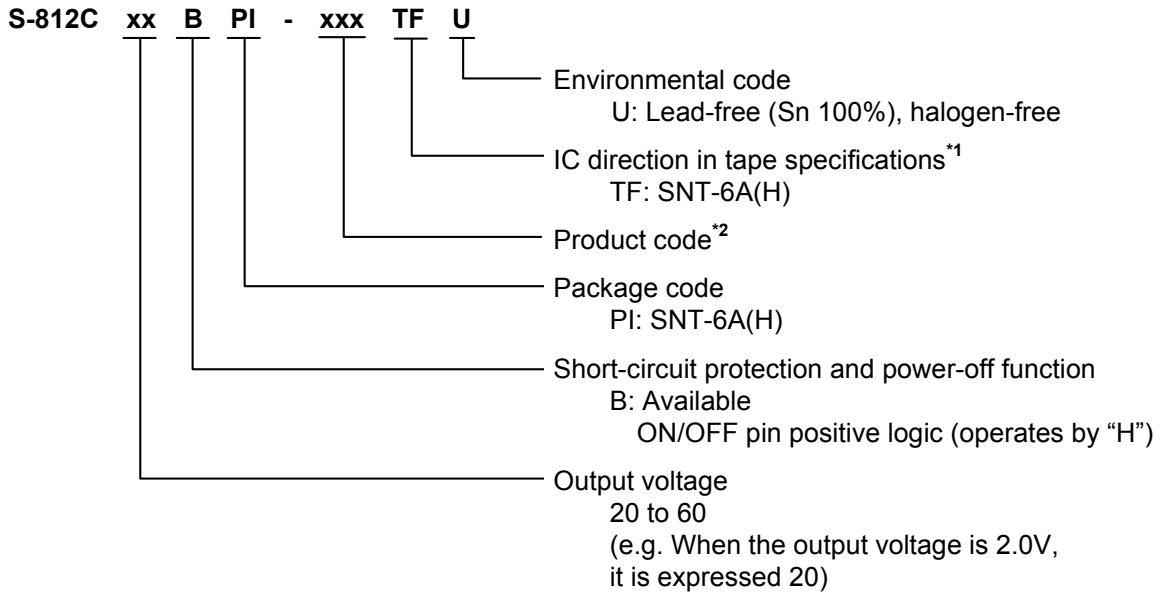 S-812C xx B PI - xxx TF U
Environmental code
U: Lead-free (Sn 100%), halogen-free
IC direction in tape specifications*1
TF: SNT-6A(H)
Product code*2
Package code
PI: SNT-6A(H)
Short-circuit protection and power-off function
B: Available
ON/OFF pin positive logic (operates by “H”)
Output voltage
20 to 60
(e.g. When the output voltage is 2.0V,
it is expressed 20)